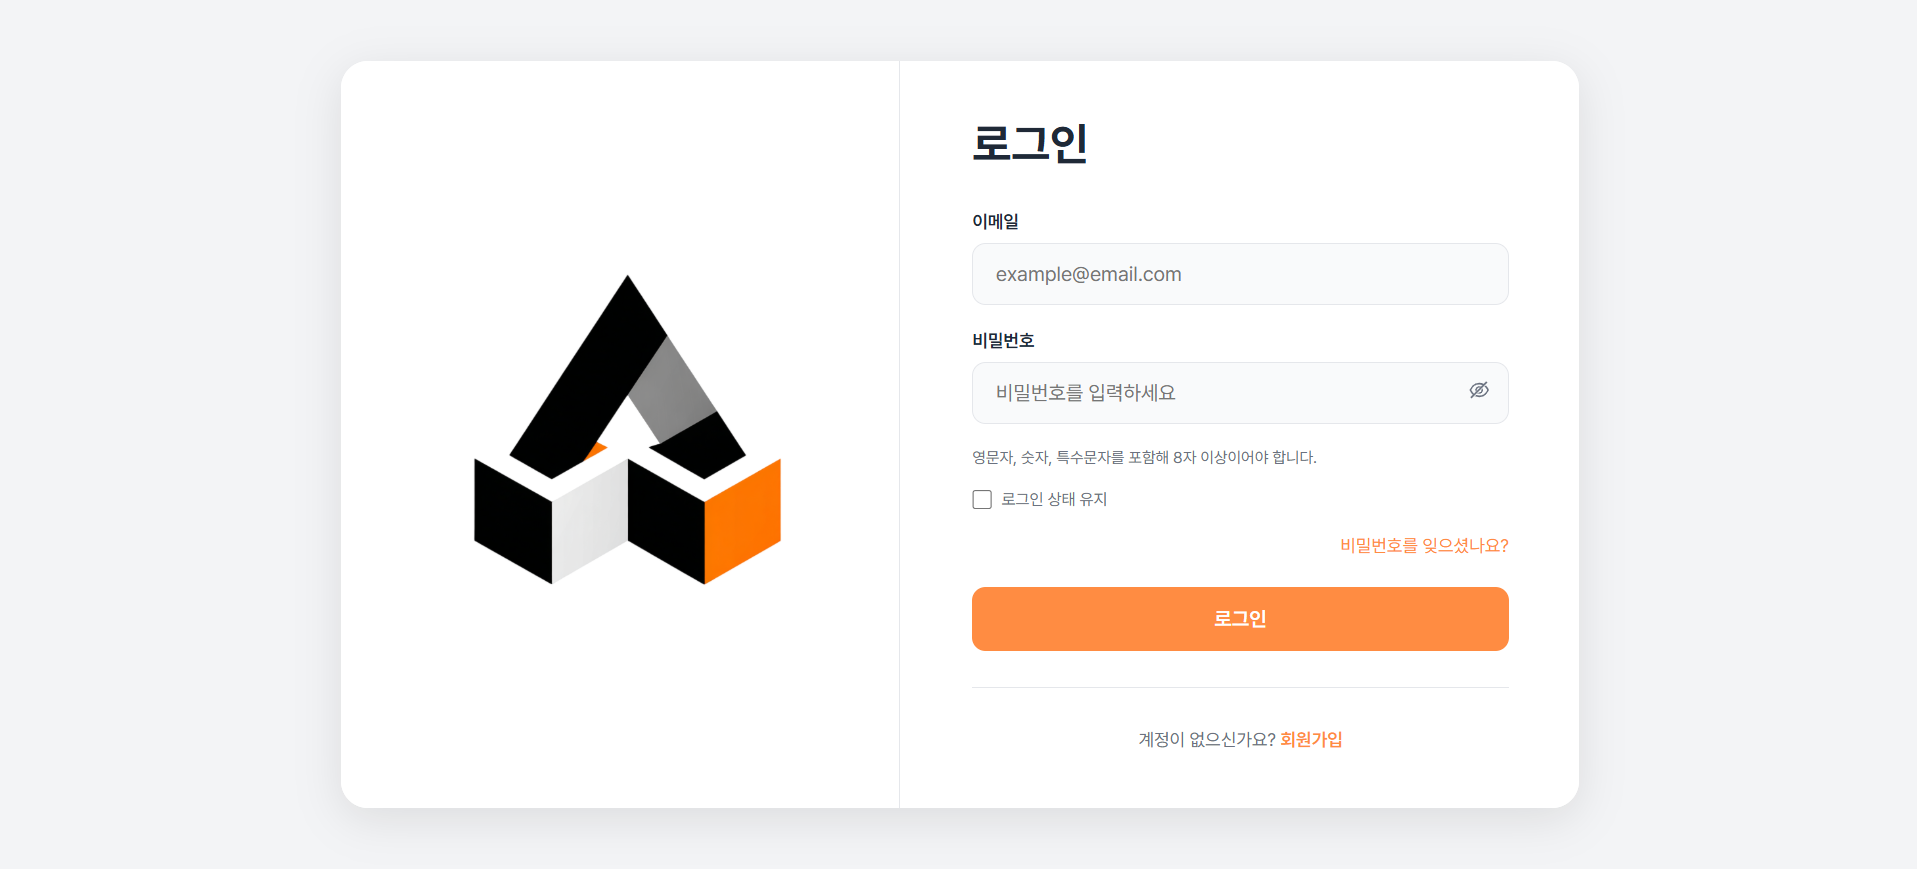 로그인
이메일
example@email.com
비밀번호
비밀번호를 입력하세요
영문자, 숫자, 특수문자를 포함해 8자 이상이어야 합니다.
로그인 상태 유지
비밀번호를 잊으셨나요?
로그인
계정이 없으신가요? 회원가입